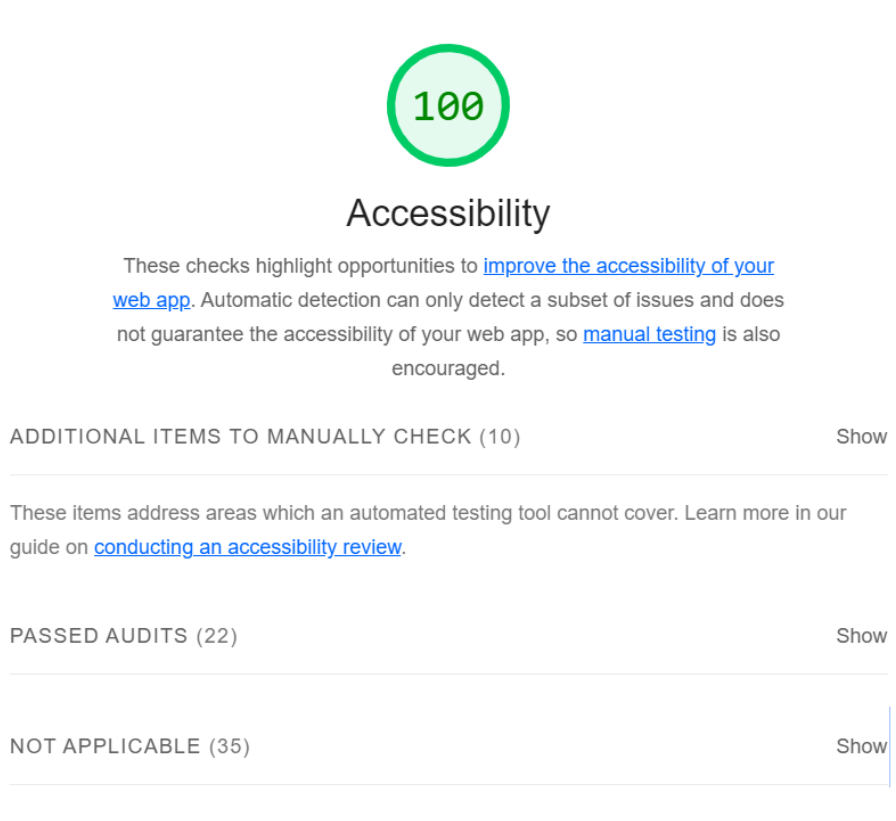 100
Accessibility
These checks highlight opportunities to improve the accessibility of your
web app. Automatic detection can only detect a subset of issues and does
not guarantee the accessibility of your web app, so manual testing is also
encouraged.
ADDITIONAL ITEMS TO MANUALLY CHECK (10) Show
These items address areas which an automated testing tool cannot cover. Learn more in our
guide on conducting an accessibility review.
PASSED AUDITS (22) Show
NOT APPLICABLE (35) Show